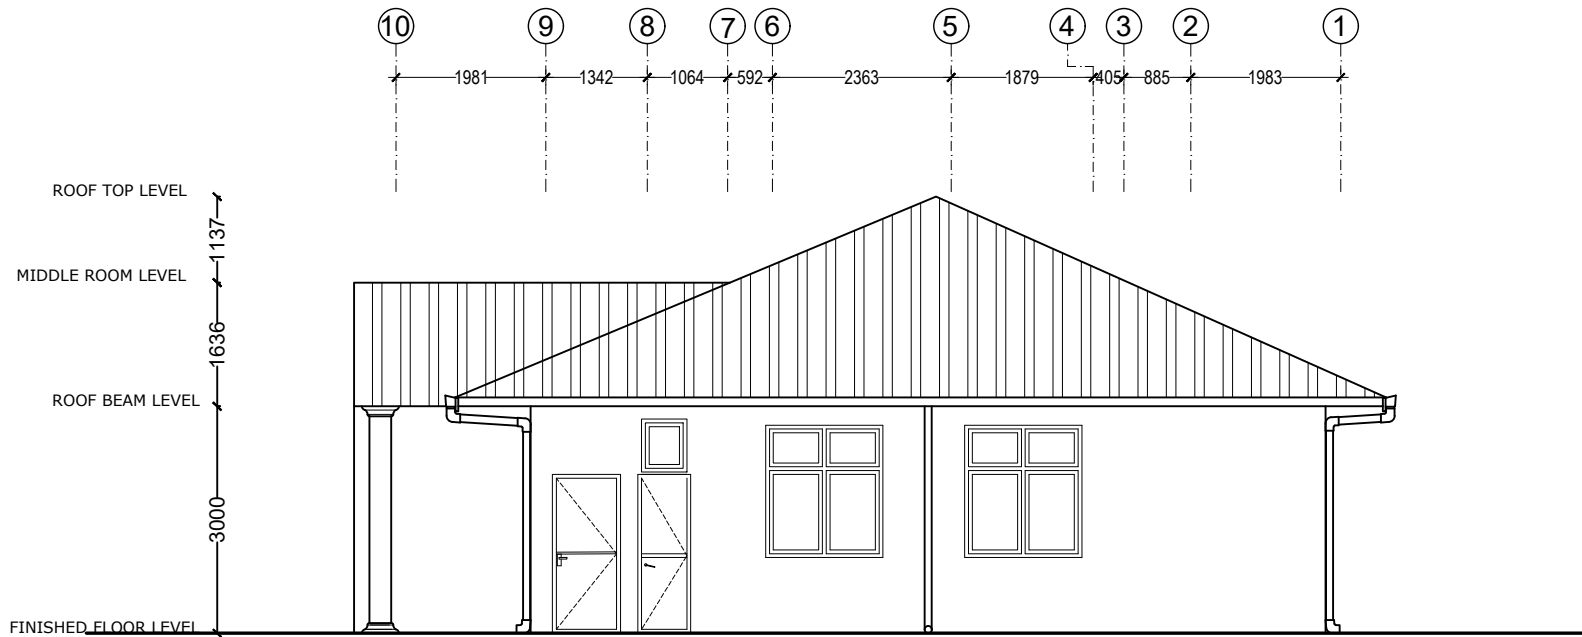 10 9 8 7 6 5 4 3 2 1
1981 1342 1064 592 2363 1879 405 885 1983
ROOF TOP LEVEL
1137
MIDDLE ROOM LEVEL
1636
ROOF BEAM LEVEL
3000
FINISHED FLOOR LEVEL